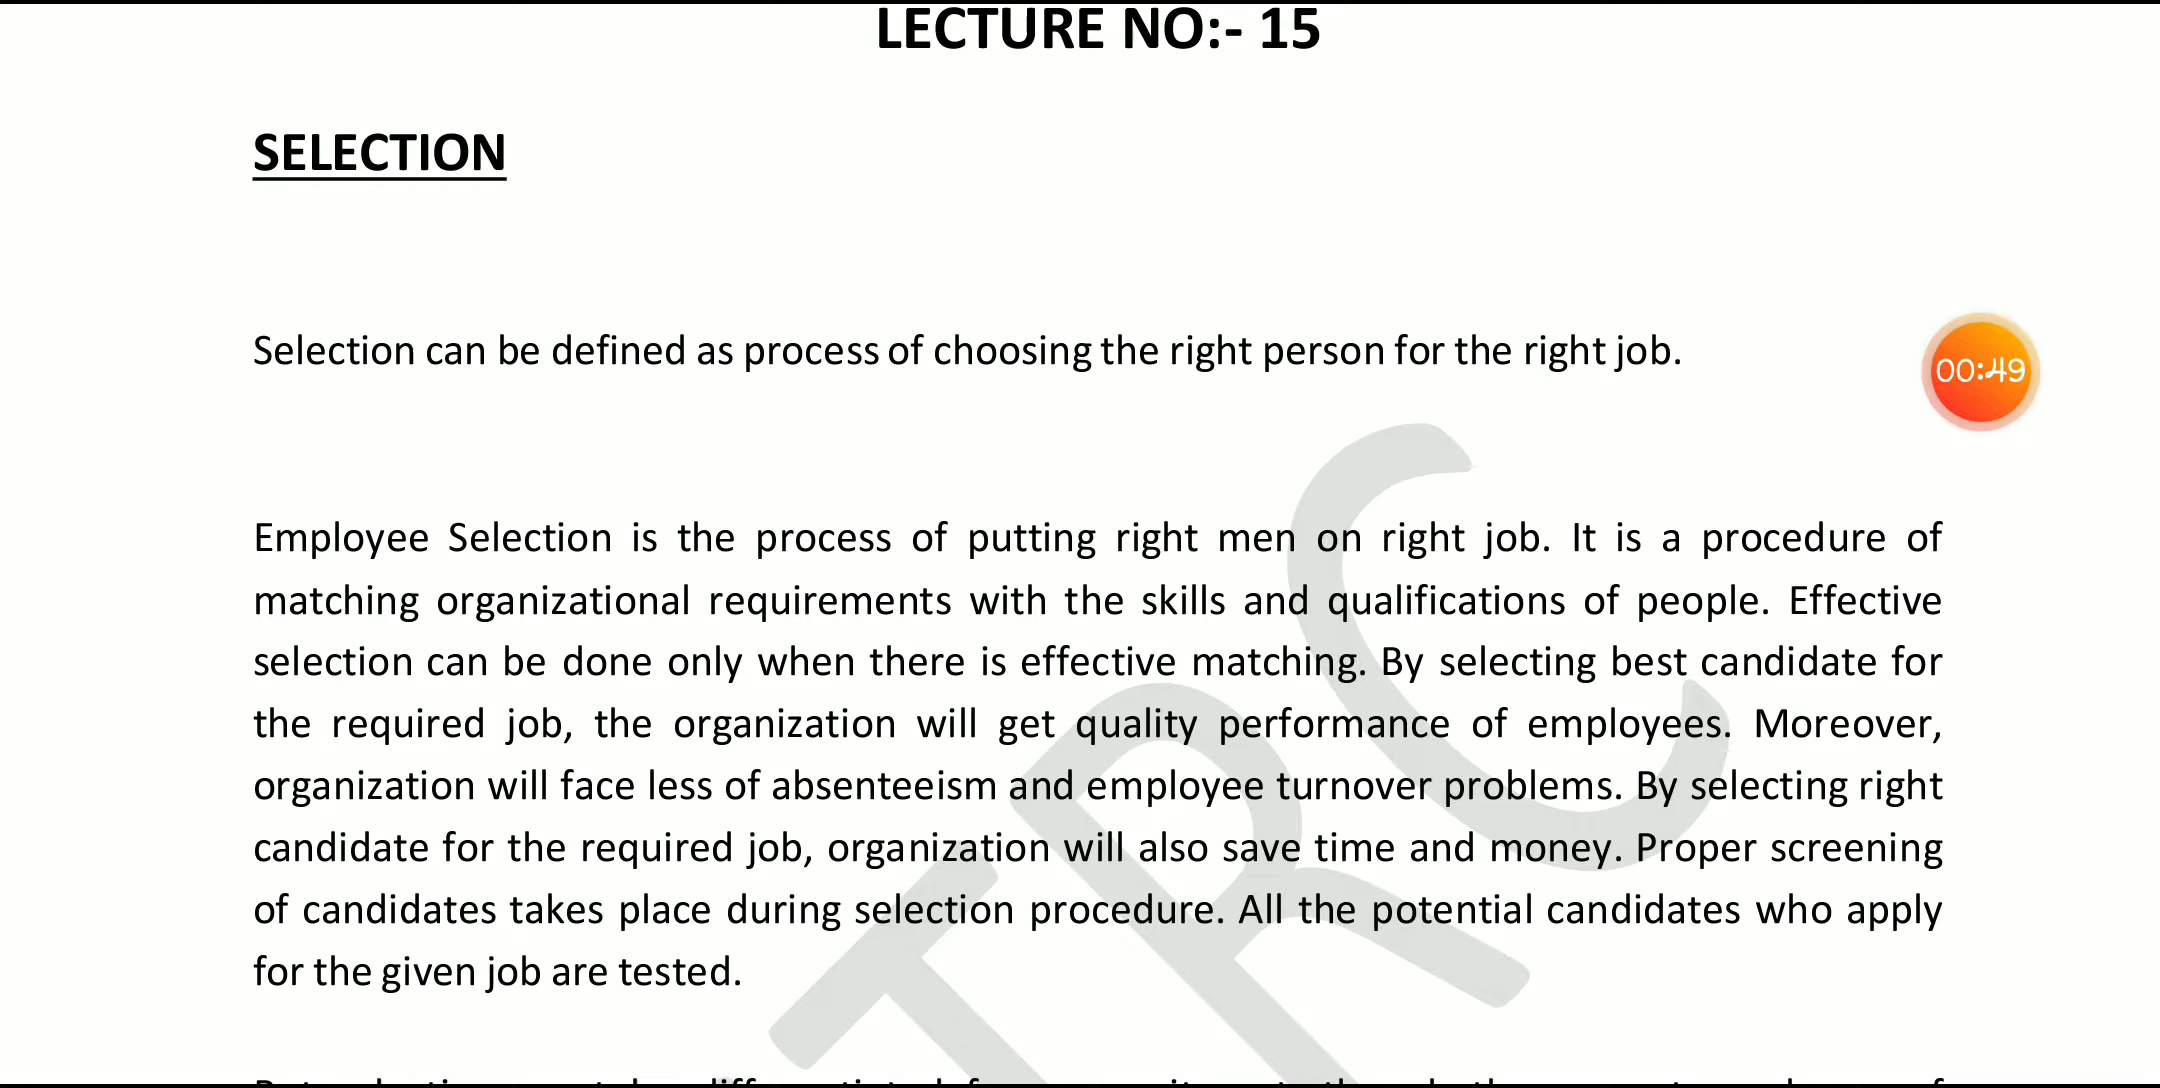 LECTURE NO:- 15
SELECTION
Selection can be defined as process of choosing the right person for the right job.
00:49
Employee Selection is the process of putting right men on right job. It is a procedure of
matching organizational requirements with the skills and qualifications of people. Effective
selection can be done only when there is effective matching. By selecting best candidate for
the required job, the organization will get quality performance of employees. Moreover,
organization will face less of absenteeism and employee turnover problems. By selecting right
candidate for the required job, organization will also save time and money. Proper screening
of candidates takes place during selection procedure. All the potential candidates who apply
for the given job are tested.
TRC